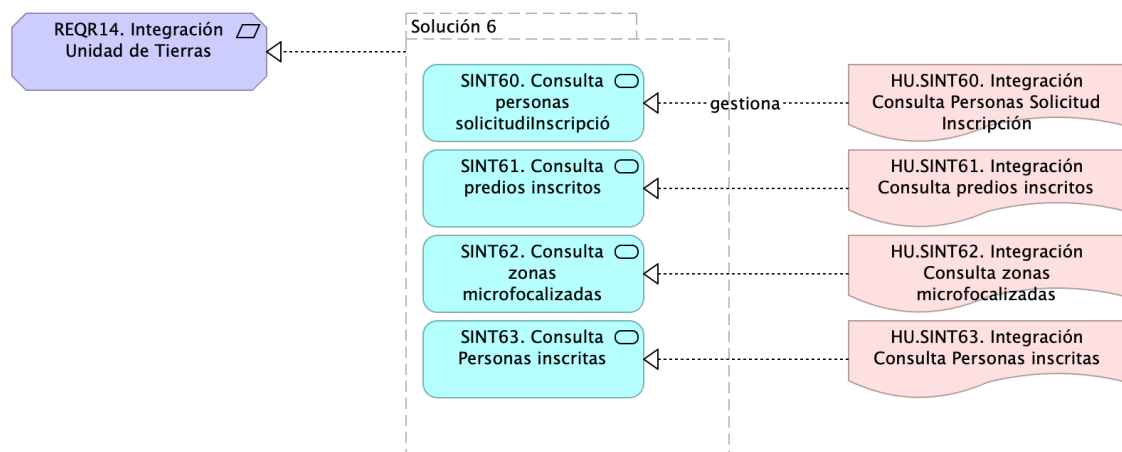 REQR14. Integración
Unidad de Tierras
Solución 6
SINT60. Consulta
personas
solicitudiInscripció
gestiona
HU.SINT60. Integración
Consulta Personas Solicitud
Inscripción
SINT61. Consulta
predios inscritos
HU.SINT61. Integración
Consulta predios inscritos
SINT62. Consulta
zonas
microfocalizadas
HU.SINT62. Integración
Consulta zonas
microfocalizadas
SINT63. Consulta
Personas inscritas
HU.SINT63. Integración
Consulta Personas inscritas